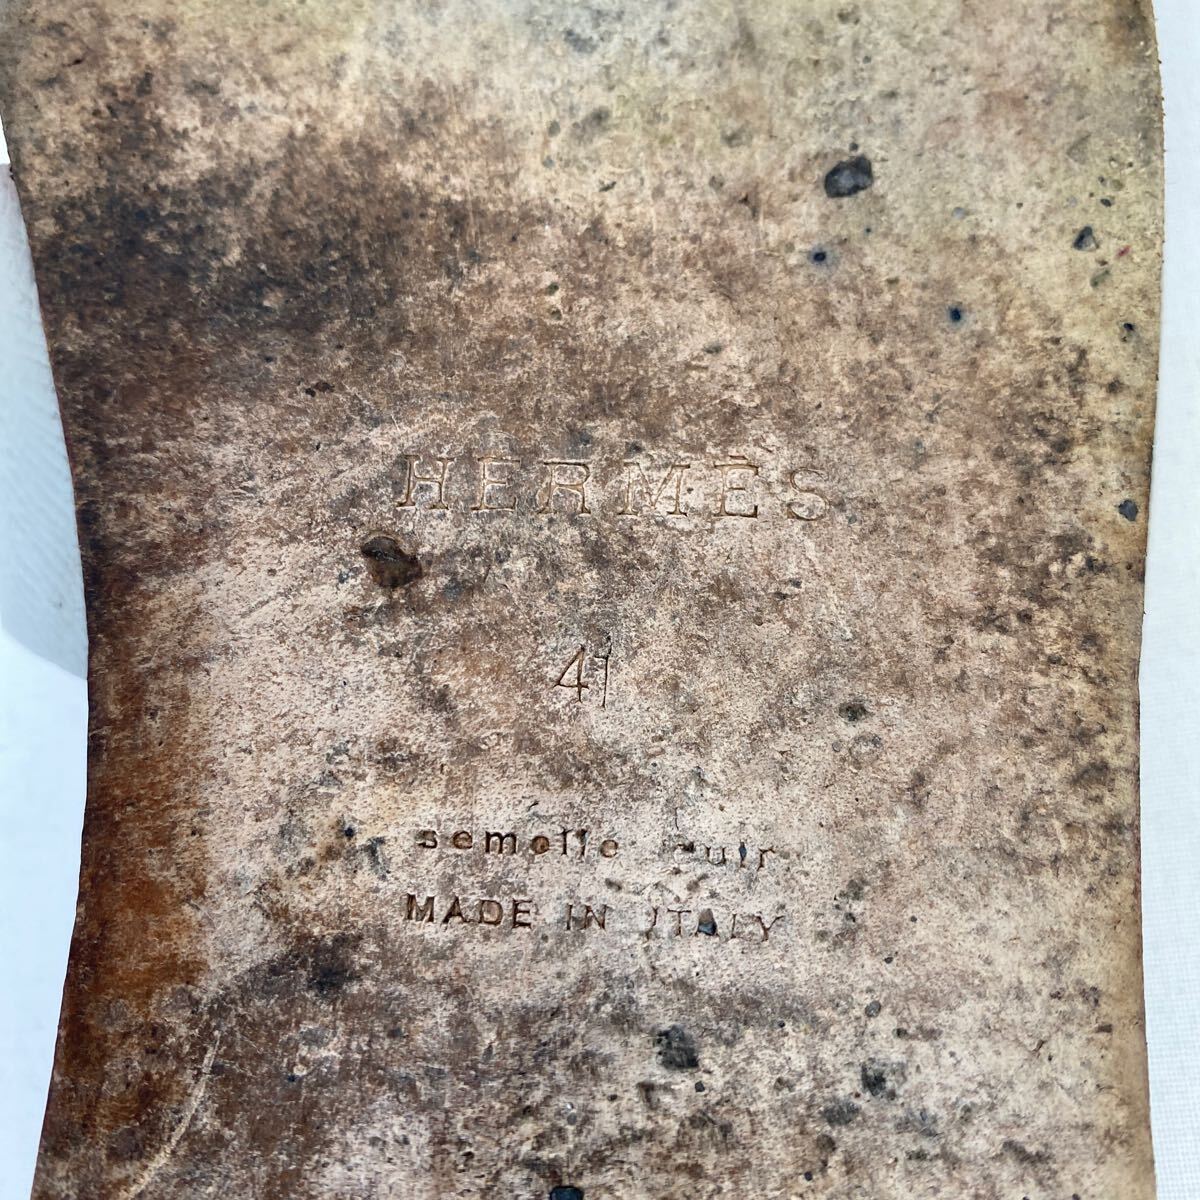 HERMÈS
41
semelle cuir
MADE IN ITALY